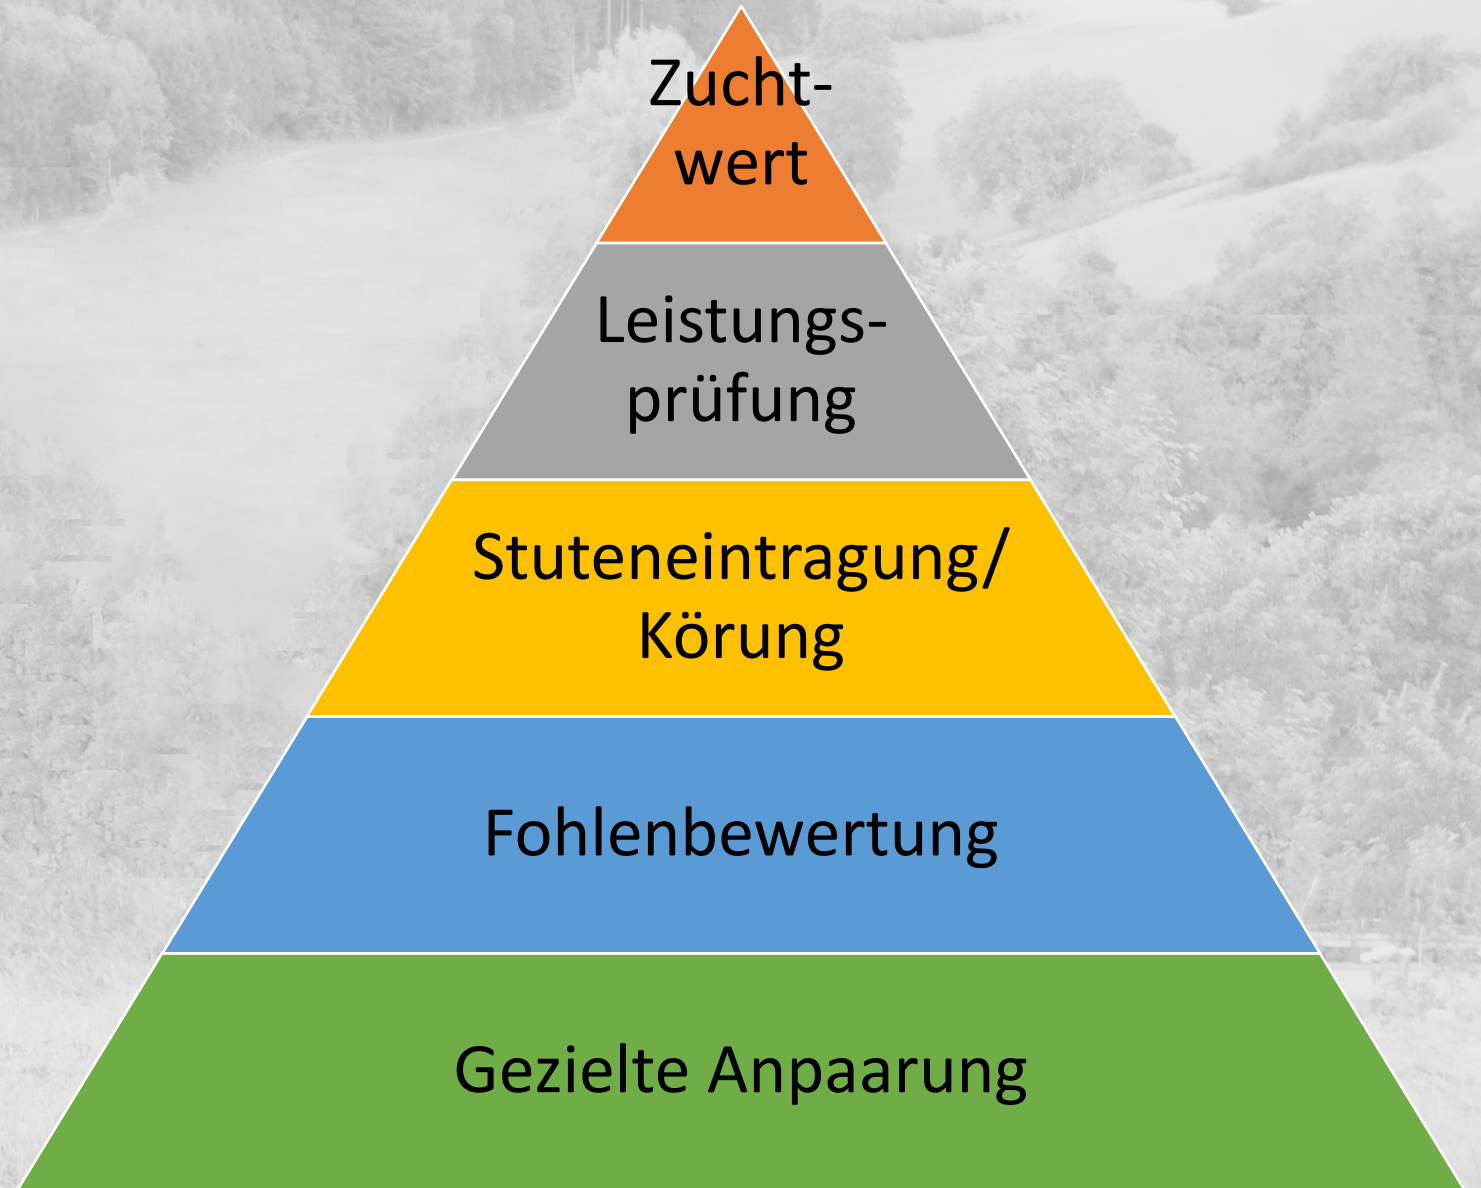 Zucht-
wert
Leistungs-
prüfung
Stuteneintragung/
Körung
Fohlenbewertung
Gezielte Anpaarung